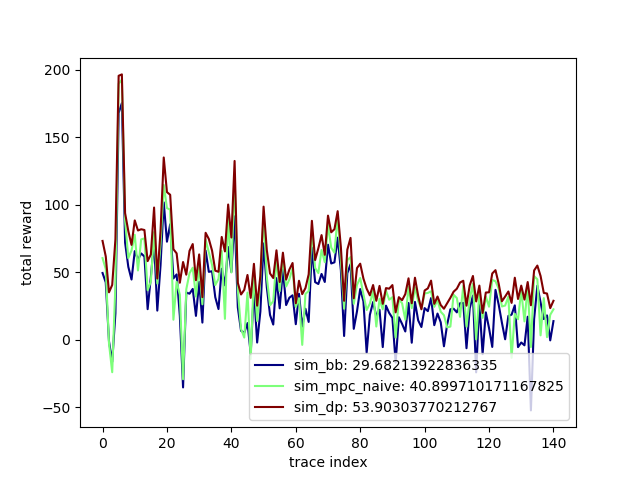 200
150
100
50
0
−50
total reward
0
20
40
60
80
100
120
140
trace index
sim_bb: 29.68213922836335
sim_mpc_naive: 40.899710171167825
sim_dp: 53.90303770212767